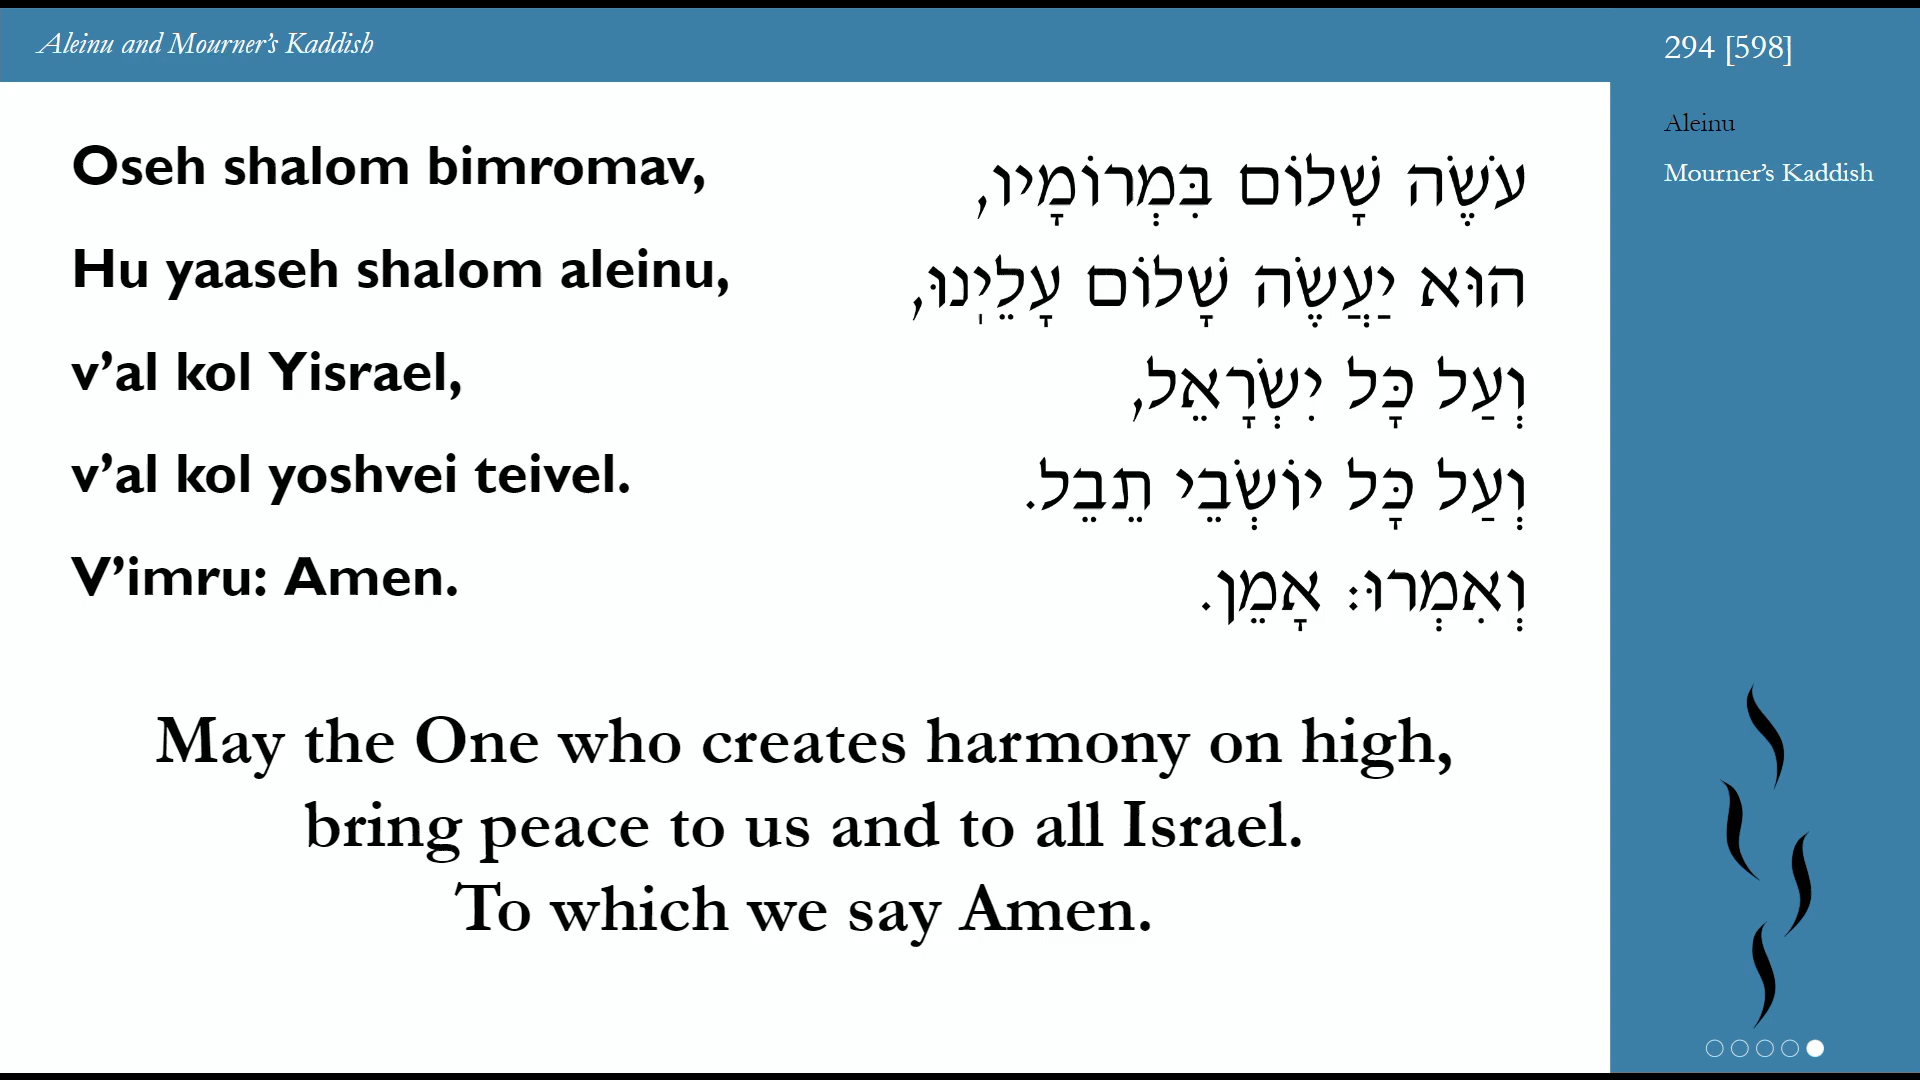 Aleinu and Mourner’s Kaddish
294 [598]
Aleinu
Mourner’s Kaddish
Oseh shalom bimromav,
Hu yaaseh shalom aleinu,
v’al kol Yisrael,
v’al kol yoshvei teivel.
V’imru: Amen.
עֹשֶׂה שָׁלוֹם בִּמְרוֹמָיו,
הוּא יַעֲשֶׂה שָׁלוֹם עָלֵֽינוּ,
וְעַל כָּל יִשְׂרָאֵל,
וְעַל כָּל יוֹשְׁבֵי תֵבֵל.
וְאִמְרוּ: אָמֵן.
May the One who creates harmony on high,
bring peace to us and to all Israel.
To which we say Amen.